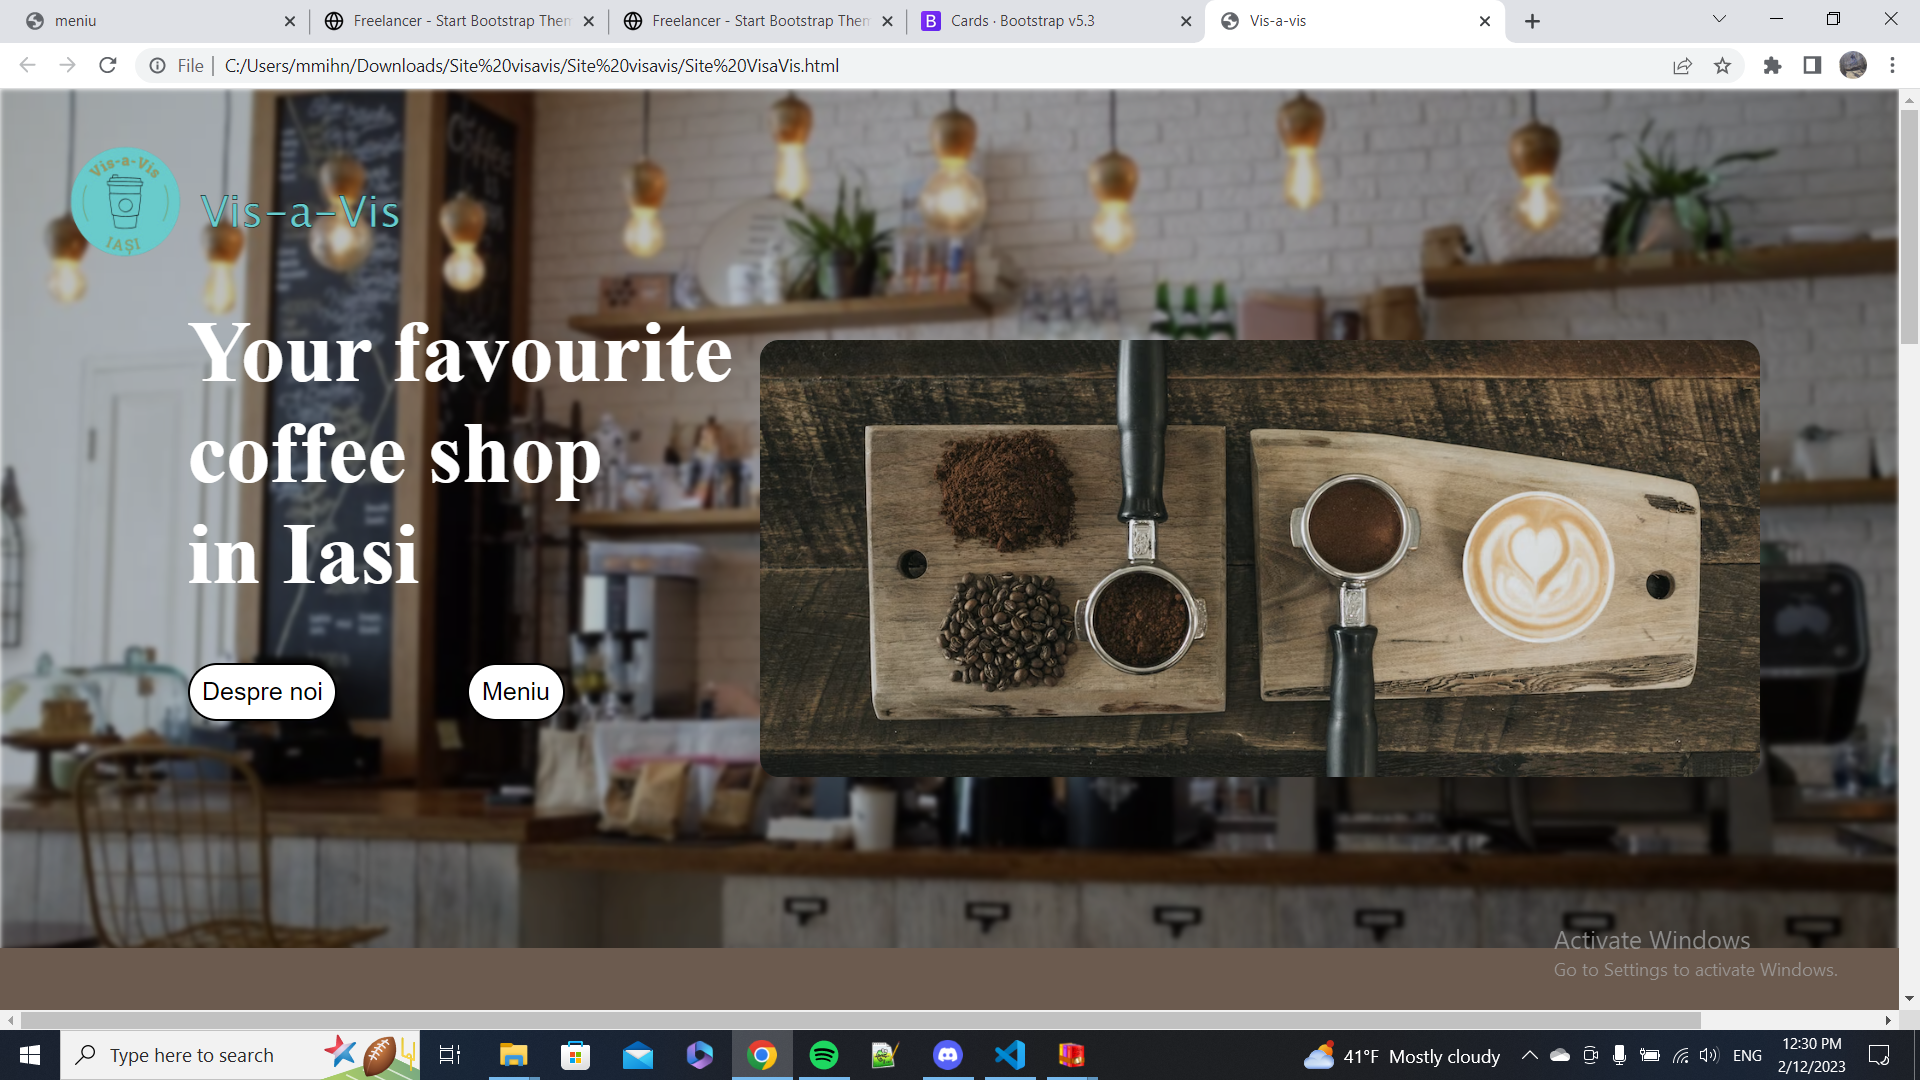 meniu
Freelancer - Start Bootstrap Them
Freelancer - Start Bootstrap Them
Cards · Bootstrap v5.3
Vis-a-vis
File
C:/Users/mmihn/Downloads/Site%20visavis/Site%20visavis/Site%20VisaVis.html
Vis-a-Vis
IAȘI
Vis-a-Vis
Your favourite
coffee shop
in Iasi
Despre noi
Meniu
Activate Windows
Go to Settings to activate Windows.
Type here to search
41°F Mostly cloudy
ENG
12:30 PM
2/12/2023